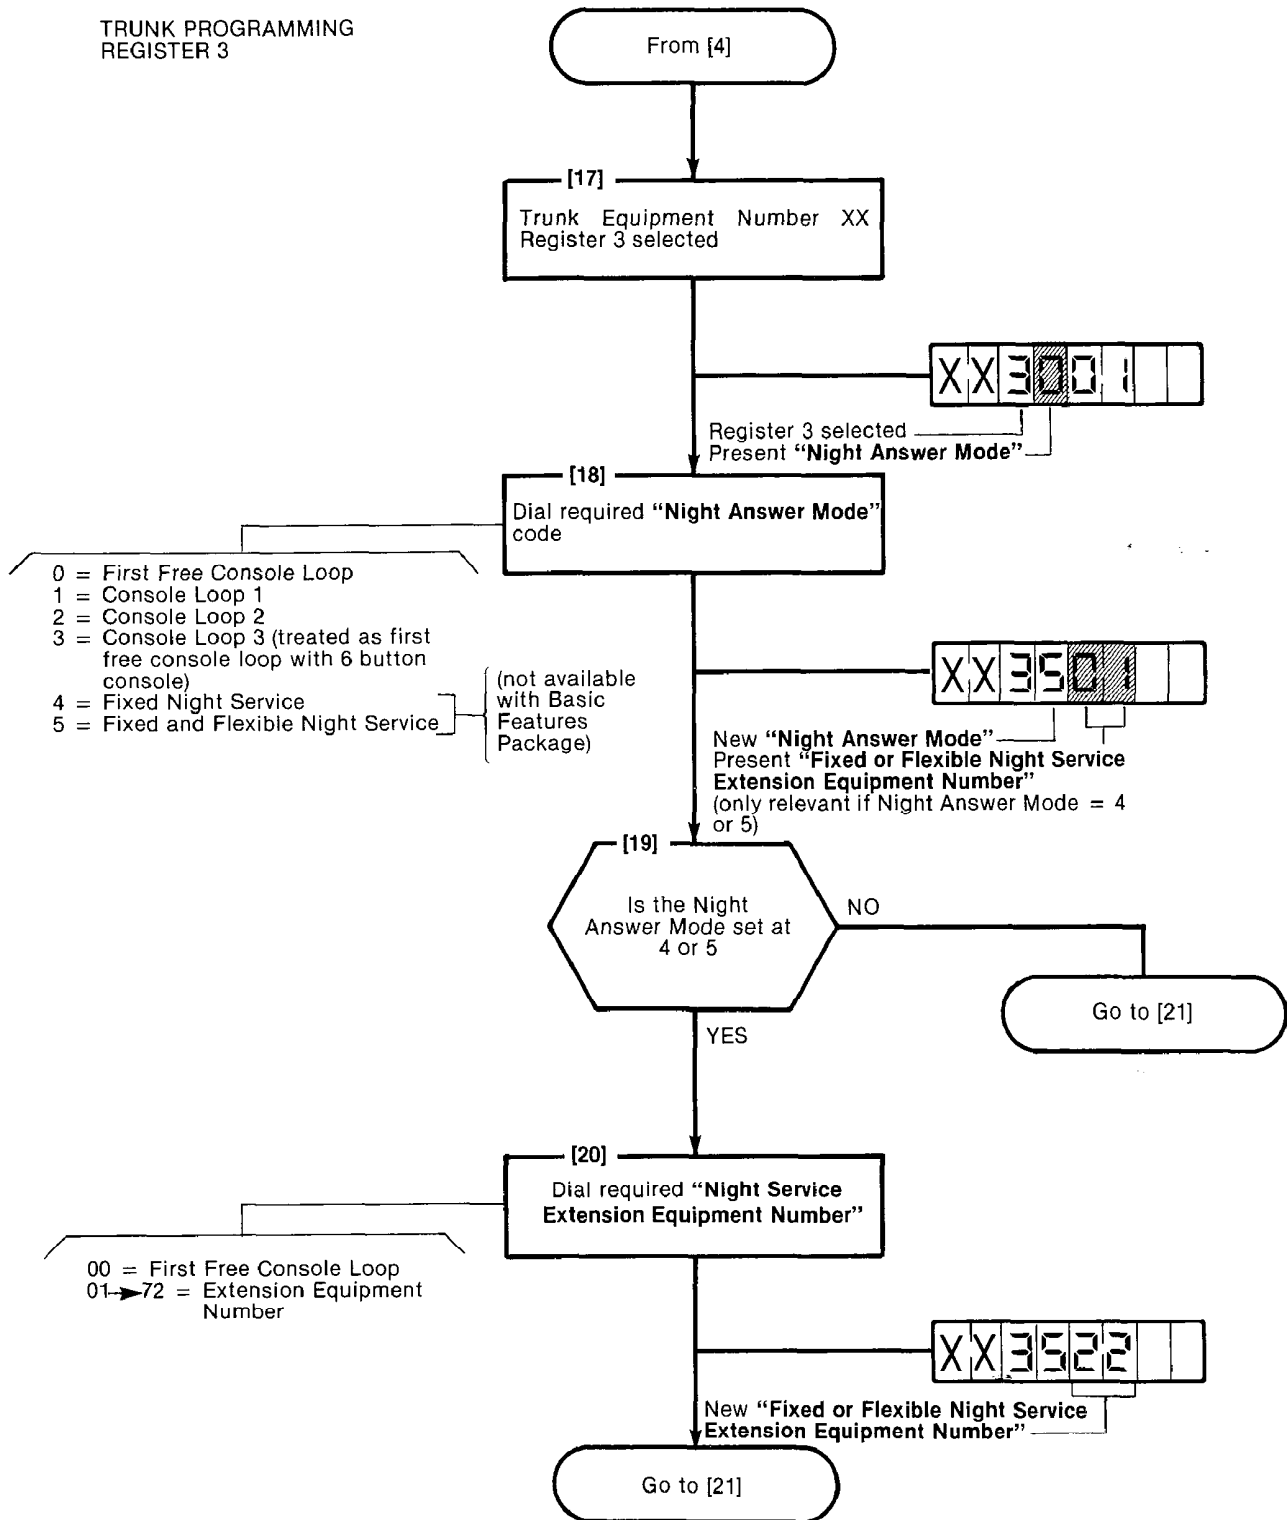 TRUNK PROGRAMMING
REGISTER 3
From [4]
[17]
Trunk Equipment Number XX
Register 3 selected
XX3001
Register 3 selected
Present “Night Answer Mode”
[18]
Dial required “Night Answer Mode”
code
0 = First Free Console Loop
1 = Console Loop 1
2 = Console Loop 2
3 = Console Loop 3 (treated as first
free console loop with 6 button
console)
4 = Fixed Night Service
5 = Fixed and Flexible Night Service
(not available
with Basic
Features
Package)
XX3501
New “Night Answer Mode”
Present “Fixed or Flexible Night Service
Extension Equipment Number”
(only relevant if Night Answer Mode = 4
or 5)
[19]
Is the Night
Answer Mode set at
4 or 5
NO
Go to [21]
YES
[20]
Dial required “Night Service
Extension Equipment Number”
00 = First Free Console Loop
01→72 = Extension Equipment
Number
XX3522
New “Fixed or Flexible Night Service
Extension Equipment Number”
Go to [21]